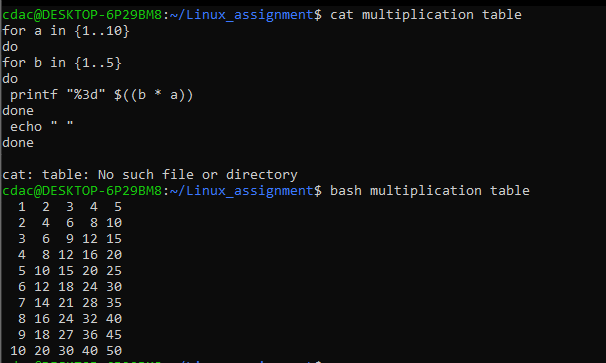 cdac@DESKTOP-6P29BM8:~/Linux_assignment$ cat multiplication table
for a in {1..10}
do
for b in {1..5}
do
 printf "%3d" $((b * a))
done
 echo " "
done

cat: table: No such file or directory
cdac@DESKTOP-6P29BM8:~/Linux_assignment$ bash multiplication table
  1  2  3  4  5
  2  4  6  8 10
  3  6  9 12 15
  4  8 12 16 20
  5 10 15 20 25
  6 12 18 24 30
  7 14 21 28 35
  8 16 24 32 40
  9 18 27 36 45
 10 20 30 40 50